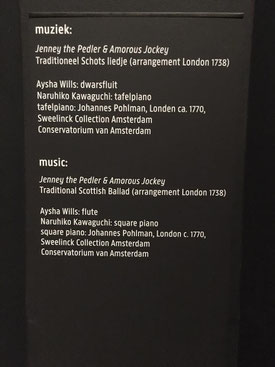 muziek:
Jenney the Pedler & Amorous Jockey
Traditioneel Schots liedje (arrangement London 1738)
Aysha Wills: dwarsfluit
Naruhiko Kawaguchi: tafelpiano
tafelpiano: Johannes Pohlman, London ca. 1770,
Sweelinck Collection Amsterdam
Conservatorium van Amsterdam
music:
Jenney the Pedler & Amorous Jockey
Traditional Scottish Ballad (arrangement London 1738)
Aysha Wills: flute
Naruhiko Kawaguchi: square piano
square piano: Johannes Pohlman, London c. 1770,
Sweelinck Collection Amsterdam
Conservatorium van Amsterdam